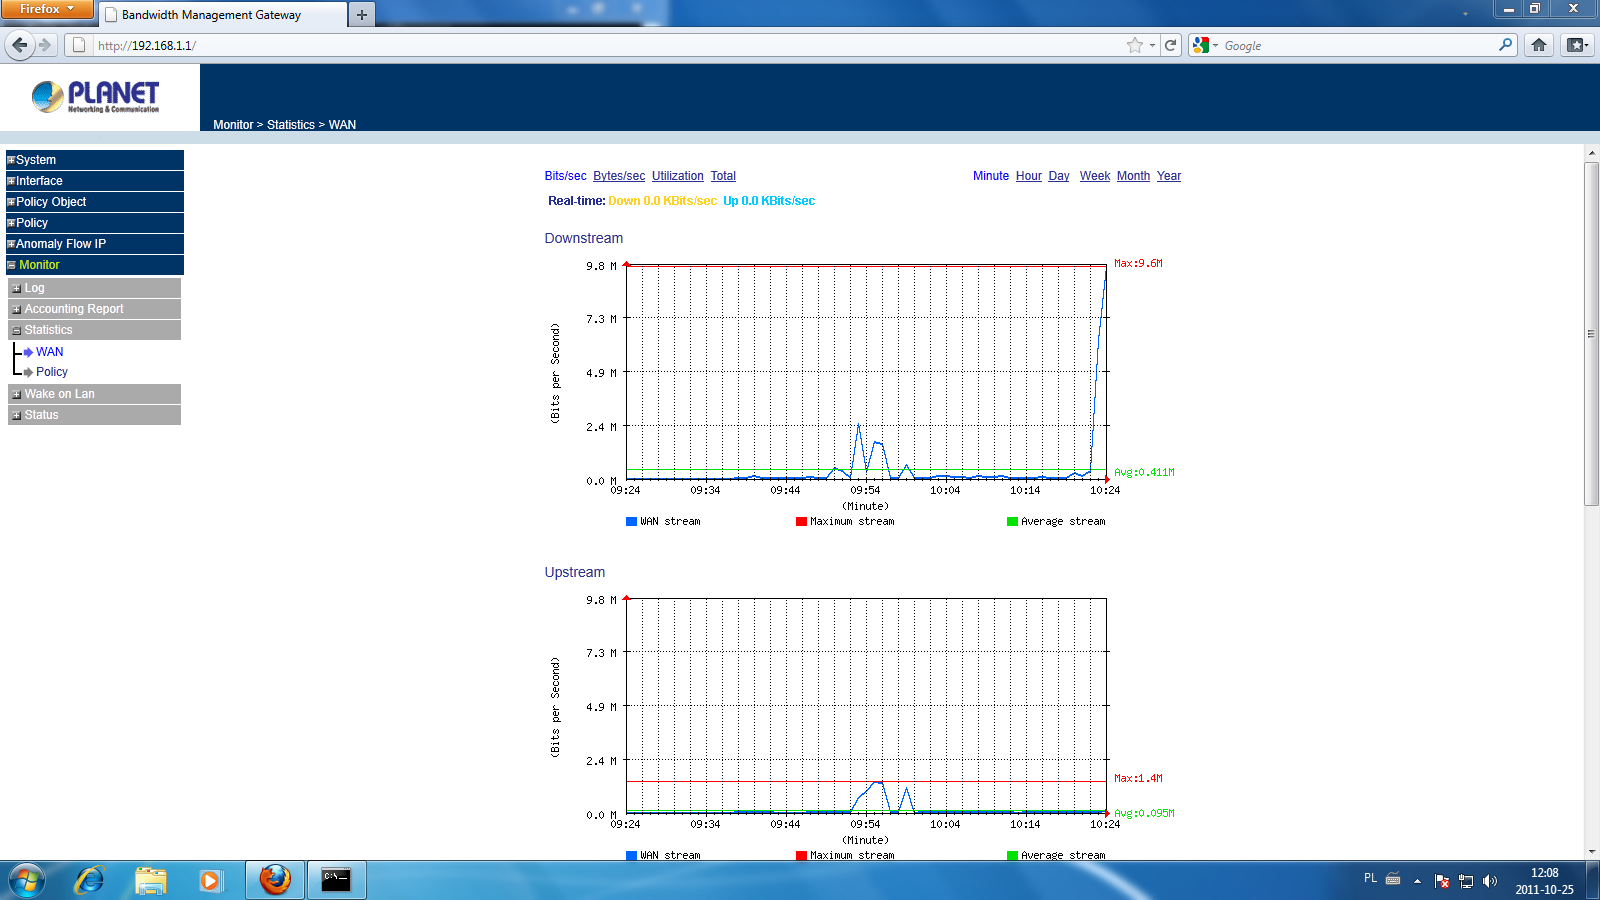 Firefox
Bandwidth Management Gateway
http://192.168.1.1/
Google
PLANET
Networking & Communication
Monitor > Statistics > WAN
System
Interface
Policy Object
Policy
Anomaly Flow IP
Monitor
Log
Accounting Report
Statistics
WAN
Policy
Wake on Lan
Status
Bits/sec Bytes/sec Utilization Total
Minute Hour Day Week Month Year
Real-time: Down 0.0 KBits/sec Up 0.0 KBits/sec
Downstream
(Bits per Second)
9.8 M
7.3 M
4.9 M
2.4 M
0.0 M
Max:9.6M
Avg:0.411M
09:24 09:34 09:44 09:54 10:04 10:14 10:24
(Minute)
WAN stream Maximum stream Average stream
Upstream
(Bits per Second)
9.8 M
7.3 M
4.9 M
2.4 M
0.0 M
Max:1.4M
Avg:0.095M
09:24 09:34 09:44 09:54 10:04 10:14 10:24
(Minute)
WAN stream Maximum stream Average stream
C:\_
PL
12:08
2011-10-25